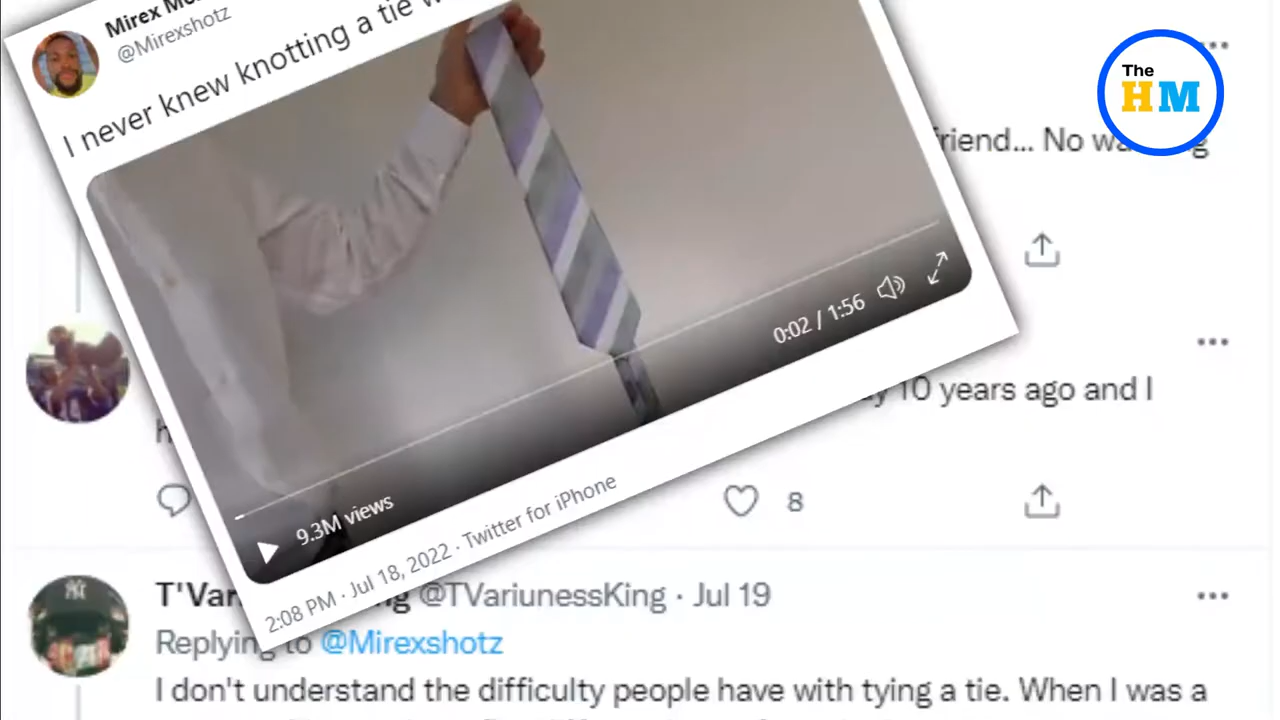 Mirex
@Mirexshotz
I never knew knotting a tie
0:02 / 1:56
9.3M views
2:08 PM · Jul 18, 2022 · Twitter for iPhone
The
HM
friend... No
10 years ago and I
8
@TVariunessKing · Jul 19
Replying to @Mirexshotz
I don't understand the difficulty people have with tying a tie. When I was a